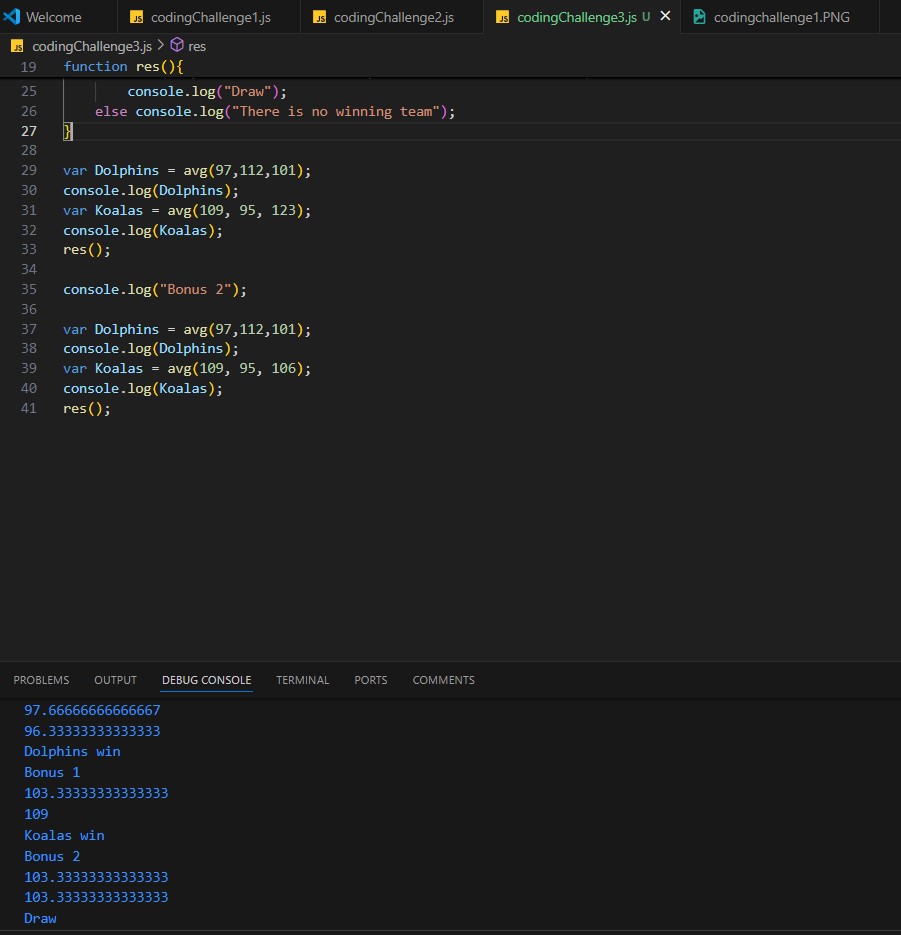 Welcome
JS codingChallenge1.js
JS codingChallenge2.js
JS codingChallenge3.js U
codingchallenge1.PNG
JS codingChallenge3.js > res
19 function res(){
25 console.log("Draw");
26 else console.log("There is no winning team");
27 }
28
29 var Dolphins = avg(97,112,101);
30 console.log(Dolphins);
31 var Koalas = avg(109, 95, 123);
32 console.log(Koalas);
33 res();
34
35 console.log("Bonus 2");
36
37 var Dolphins = avg(97,112,101);
38 console.log(Dolphins);
39 var Koalas = avg(109, 95, 106);
40 console.log(Koalas);
41 res();
PROBLEMS OUTPUT DEBUG CONSOLE TERMINAL PORTS COMMENTS
97.66666666666667
96.33333333333333
Dolphins win
Bonus 1
103.33333333333333
109
Koalas win
Bonus 2
103.33333333333333
103.33333333333333
Draw